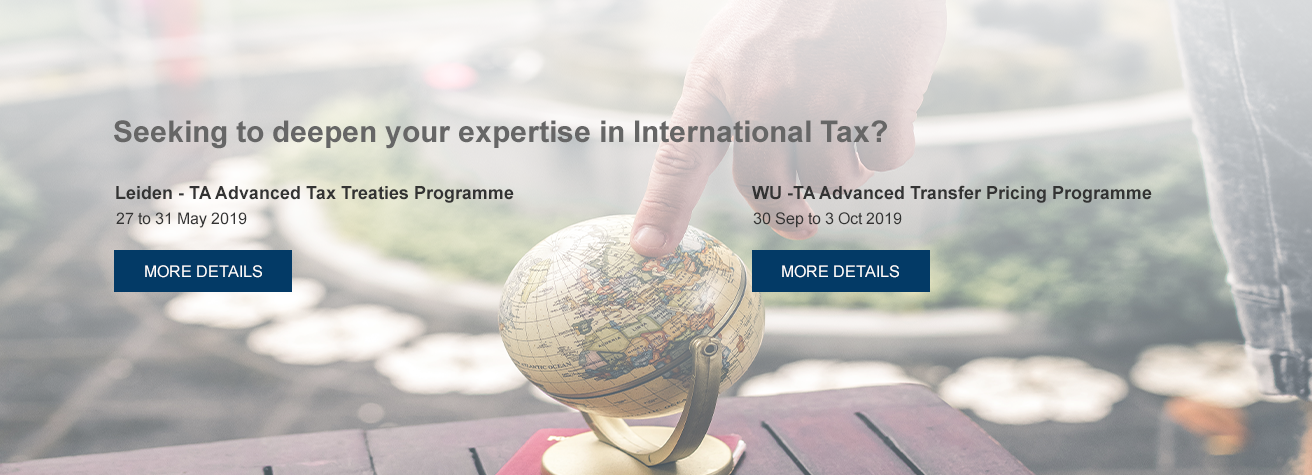 Seeking to deepen your expertise in International Tax?
Leiden - TA Advanced Tax Treaties Programme
27 to 31 May 2019
MORE DETAILS
WU -TA Advanced Transfer Pricing Programme
30 Sep to 3 Oct 2019
MORE DETAILS